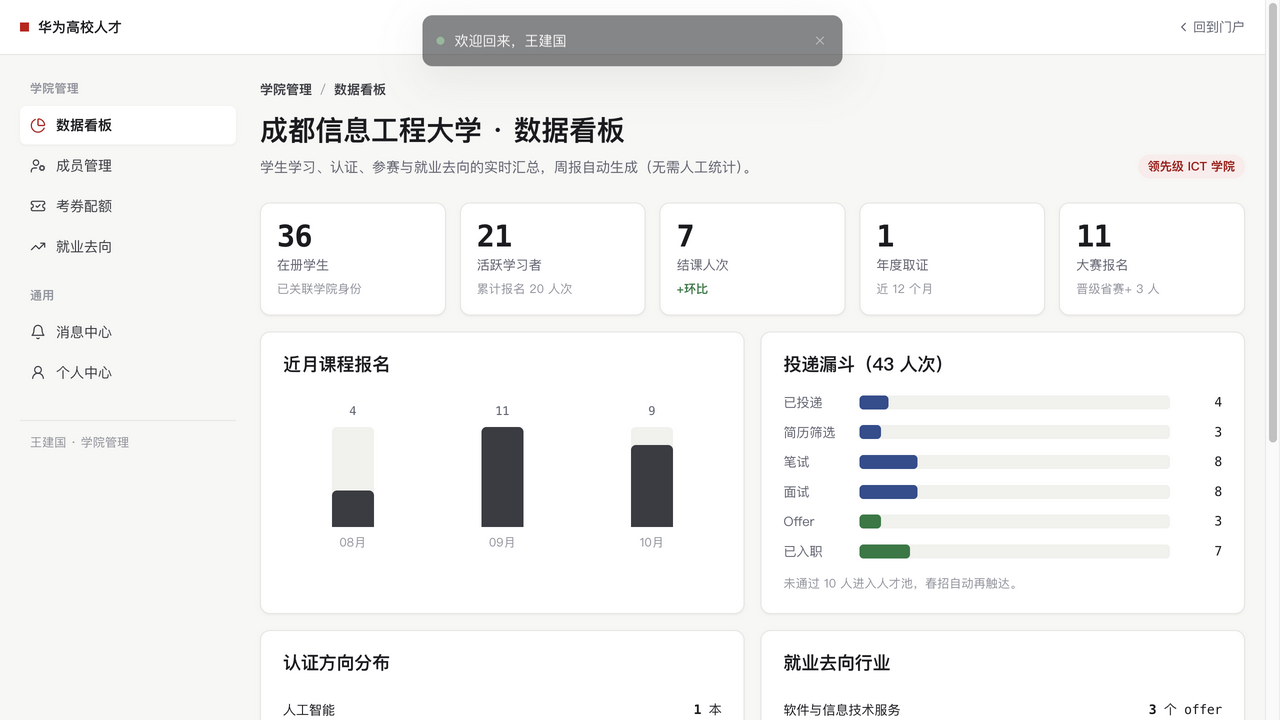 华为高校人才
欢迎回来，王建国
回到门户
学院管理
数据看板
成员管理
考券配额
就业去向
通用
消息中心
个人中心
王建国 · 学院管理
学院管理 / 数据看板
成都信息工程大学 · 数据看板
学生学习、认证、参赛与就业去向的实时汇总，周报自动生成（无需人工统计）。
领先级 ICT 学院
36
在册学生
已关联学院身份
21
活跃学习者
累计报名 20 人次
7
结课人次
+环比
1
年度取证
近 12 个月
11
大赛报名
晋级省赛+ 3 人
近月课程报名
4
11
9
08月
09月
10月
投递漏斗（43 人次）
已投递 4
简历筛选 3
笔试 8
面试 8
Offer 3
已入职 7
未通过 10 人进入人才池，春招自动再触达。
认证方向分布
人工智能 1 本
就业去向行业
软件与信息技术服务 3 个 offer